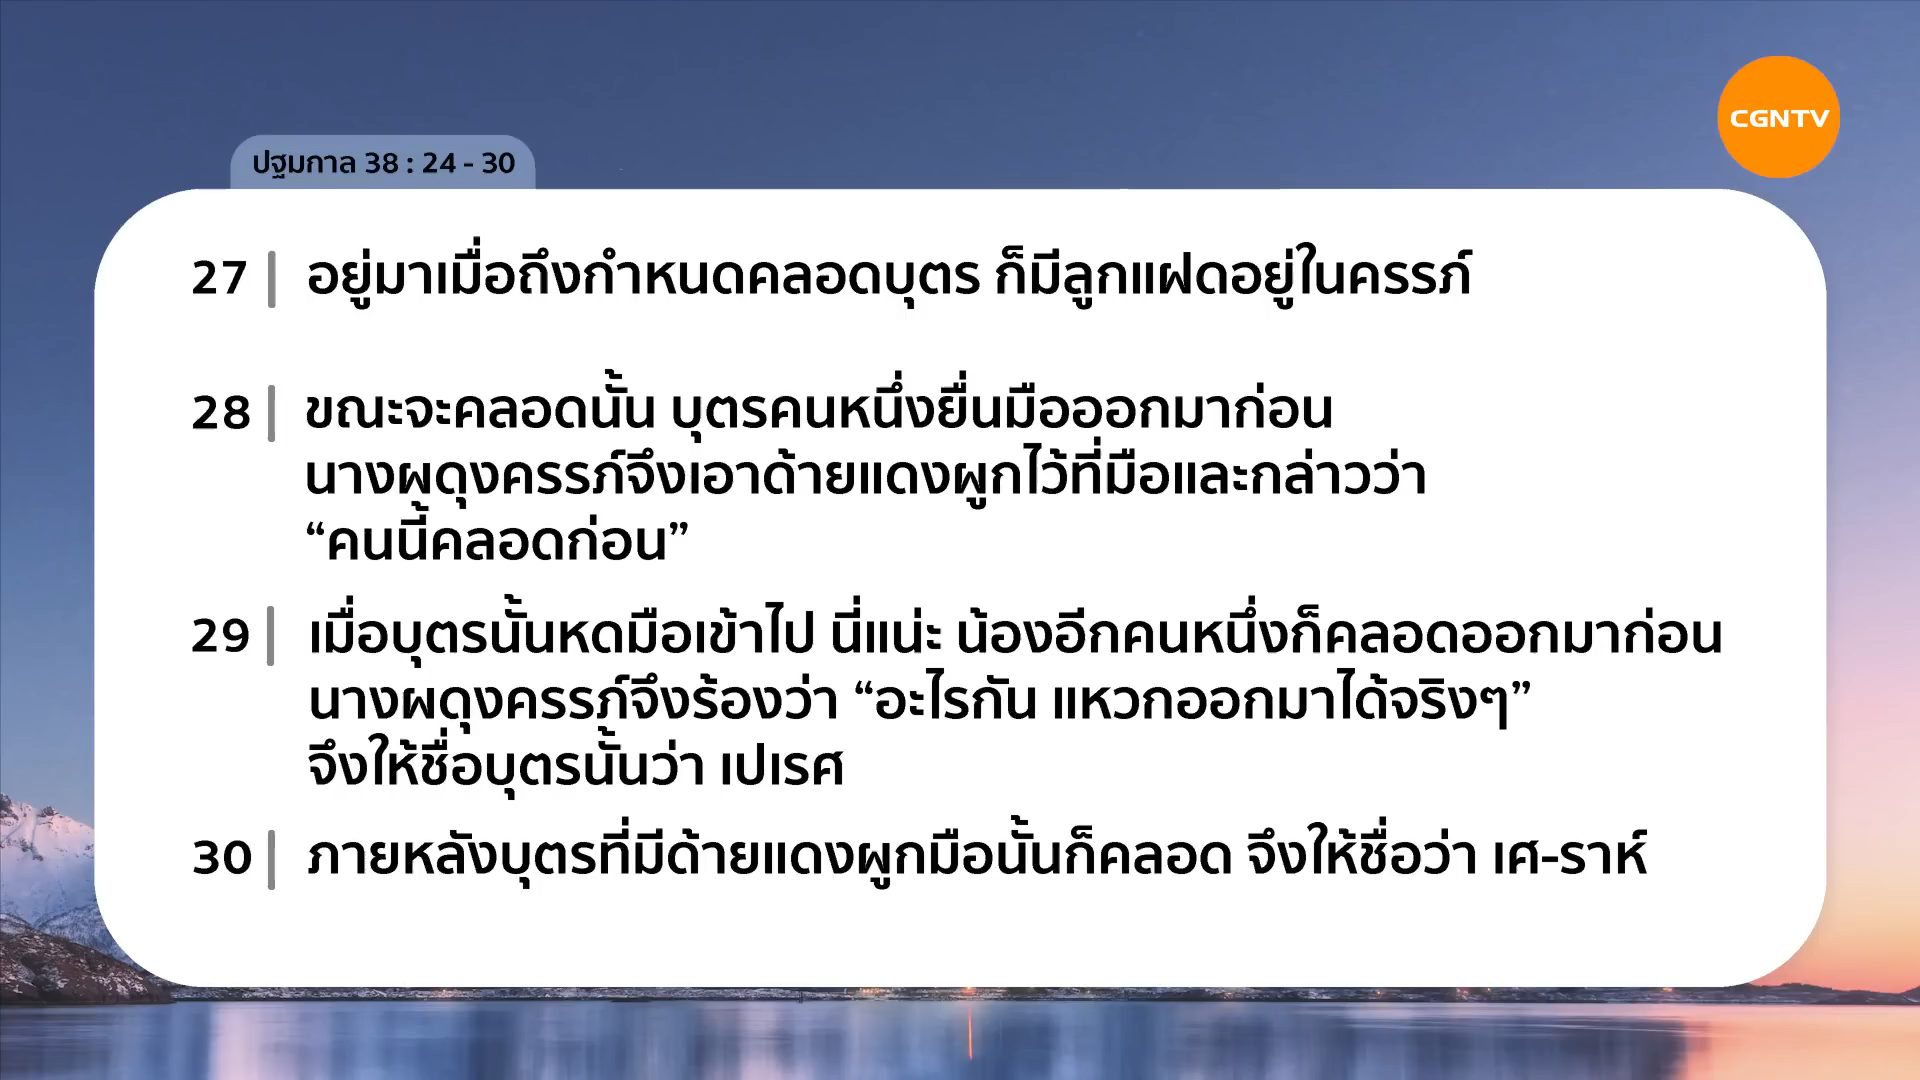 CGNTV
ปฐมกาล 38 : 24 - 30
27 | อยู่มาเมื่อถึงกำหนดคลอดบุตร ก็มีลูกแฝดอยู่ในครรภ์
28 | ขณะจะคลอดนั้น บุตรคนหนึ่งยื่นมือออกมาก่อน
นางผดุงครรภ์จึงเอาด้ายแดงผูกไว้ที่มือและกล่าวว่า
“คนนี้คลอดก่อน”
29 | เมื่อบุตรนั้นหดมือเข้าไป นี่แน่ะ น้องอีกคนหนึ่งก็คลอดออกมาก่อน
นางผดุงครรภ์จึงร้องว่า “อะไรกัน แหวกออกมาได้จริงๆ”
จึงให้ชื่อบุตรนั้นว่า เปเรศ
30 | ภายหลังบุตรที่มีด้ายแดงผูกมือนั้นก็คลอด จึงให้ชื่อว่า เศ-ราห์